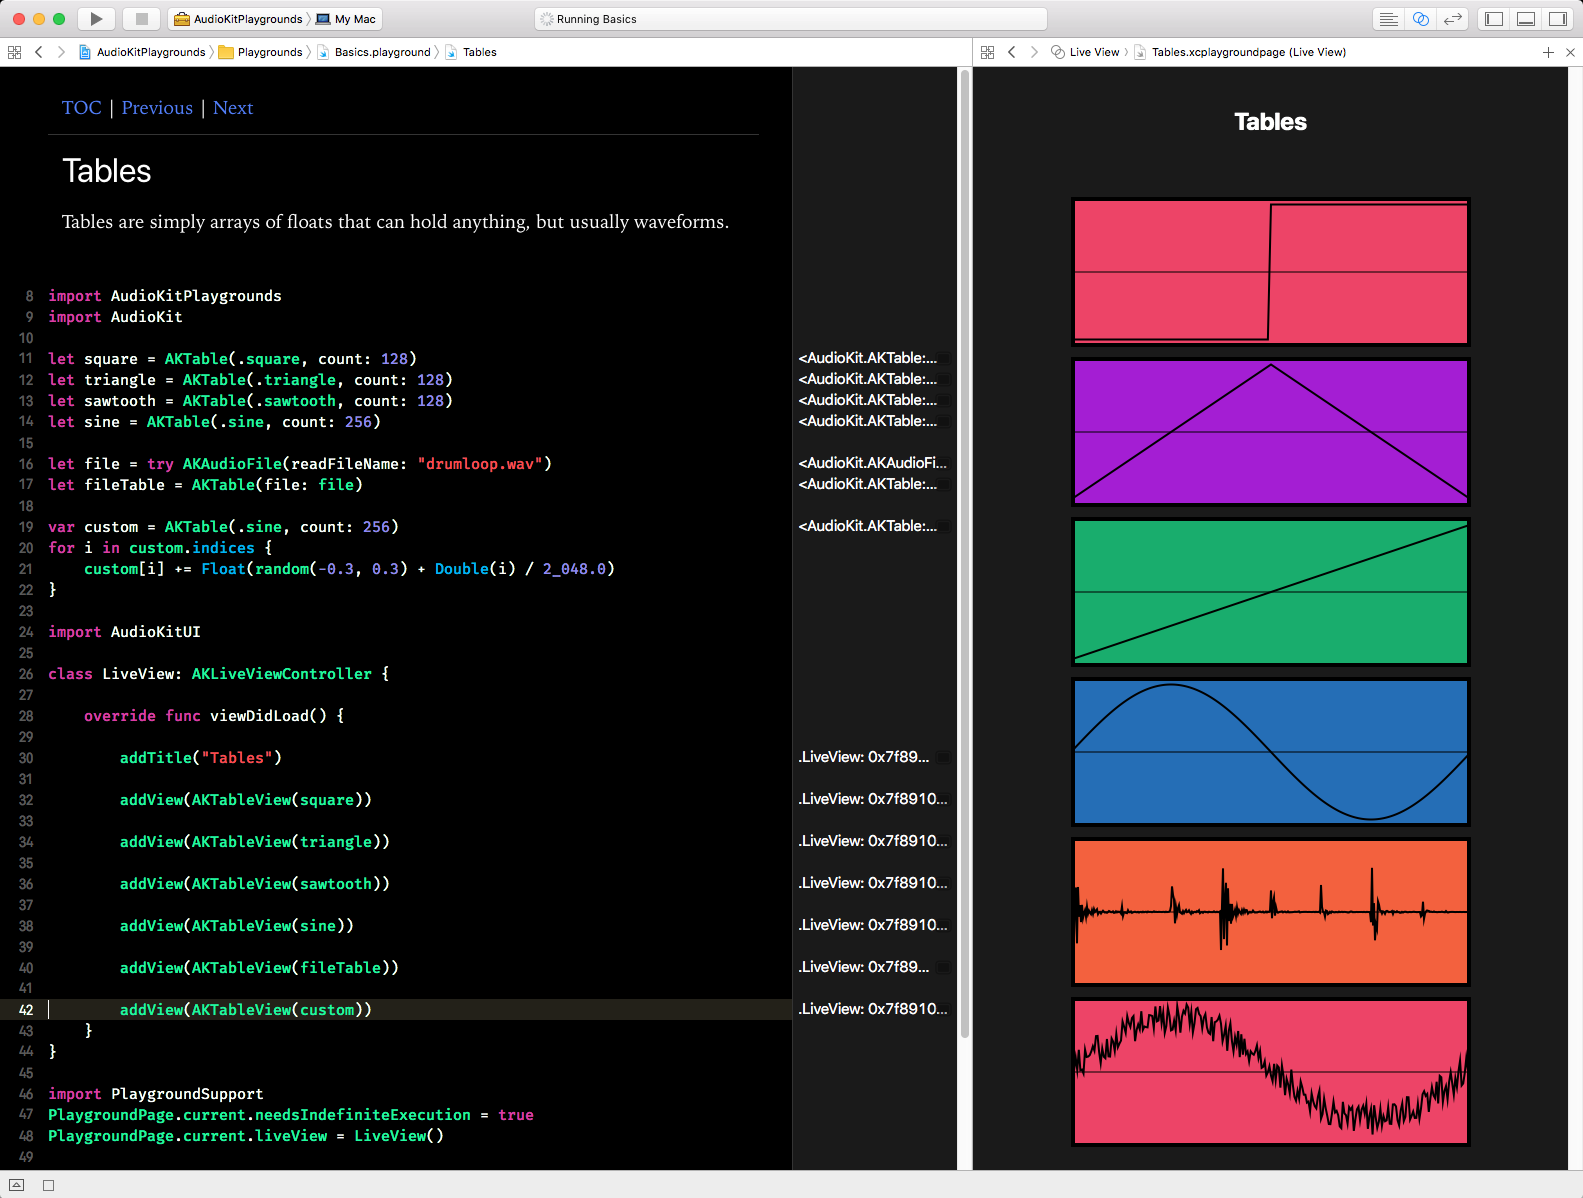 AudioKitPlaygrounds My Mac
Running Basics
AudioKitPlaygrounds Playgrounds Basics.playground Tables
Live View Tables.xcplaygroundpage (Live View)
TOC | Previous | Next
Tables
Tables are simply arrays of floats that can hold anything, but usually waveforms.
8 import AudioKitPlaygrounds
9 import AudioKit
10
11 let square = AKTable(.square, count: 128) <AudioKit.AKTable:...
12 let triangle = AKTable(.triangle, count: 128) <AudioKit.AKTable:...
13 let sawtooth = AKTable(.sawtooth, count: 128) <AudioKit.AKTable:...
14 let sine = AKTable(.sine, count: 256) <AudioKit.AKTable:...
15
16 let file = try AKAudioFile(readFileName: "drumloop.wav") <AudioKit.AKAudioFi...
17 let fileTable = AKTable(file: file) <AudioKit.AKTable:...
18
19 var custom = AKTable(.sine, count: 256) <AudioKit.AKTable:...
20 for i in custom.indices {
21 custom[i] += Float(random(-0.3, 0.3) + Double(i) / 2_048.0)
22 }
23
24 import AudioKitUI
25
26 class LiveView: AKLiveViewController {
27
28 override func viewDidLoad() {
29
30 addTitle("Tables") .LiveView: 0x7f89...
31
32 addView(AKTableView(square)) .LiveView: 0x7f8910...
33
34 addView(AKTableView(triangle)) .LiveView: 0x7f8910...
35
36 addView(AKTableView(sawtooth)) .LiveView: 0x7f8910...
37
38 addView(AKTableView(sine)) .LiveView: 0x7f8910...
39
40 addView(AKTableView(fileTable)) .LiveView: 0x7f89...
41
42 addView(AKTableView(custom)) .LiveView: 0x7f8910...
43 }
44 }
45
46 import PlaygroundSupport
47 PlaygroundPage.current.needsIndefiniteExecution = true
48 PlaygroundPage.current.liveView = LiveView()
49
Tables